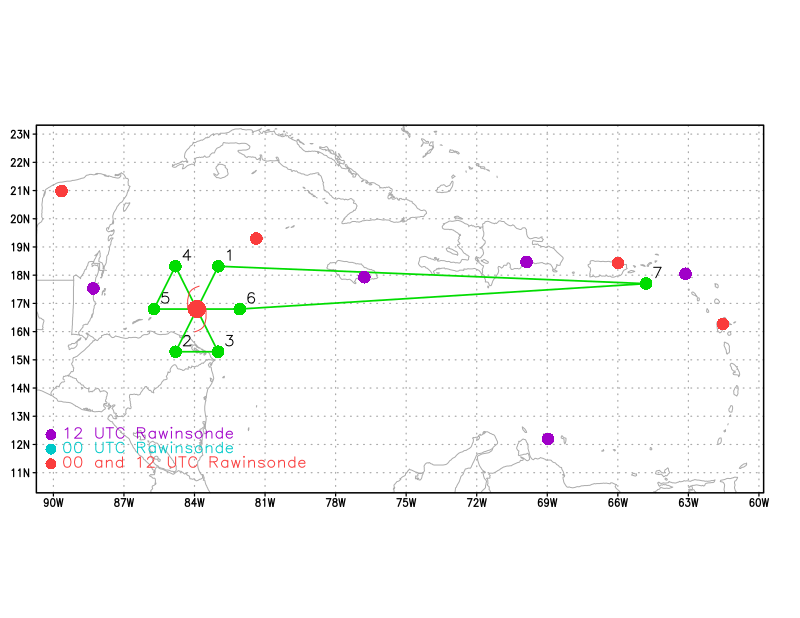 23N
22N
21N
20N
19N
18N
17N
16N
15N
14N
13N
12N
11N
4
1
7
5
6
2
3
12 UTC Rawinsonde
00 UTC Rawinsonde
00 and 12 UTC Rawinsonde
90W 87W 84W 81W 78W 75W 72W 69W 66W 63W 60W